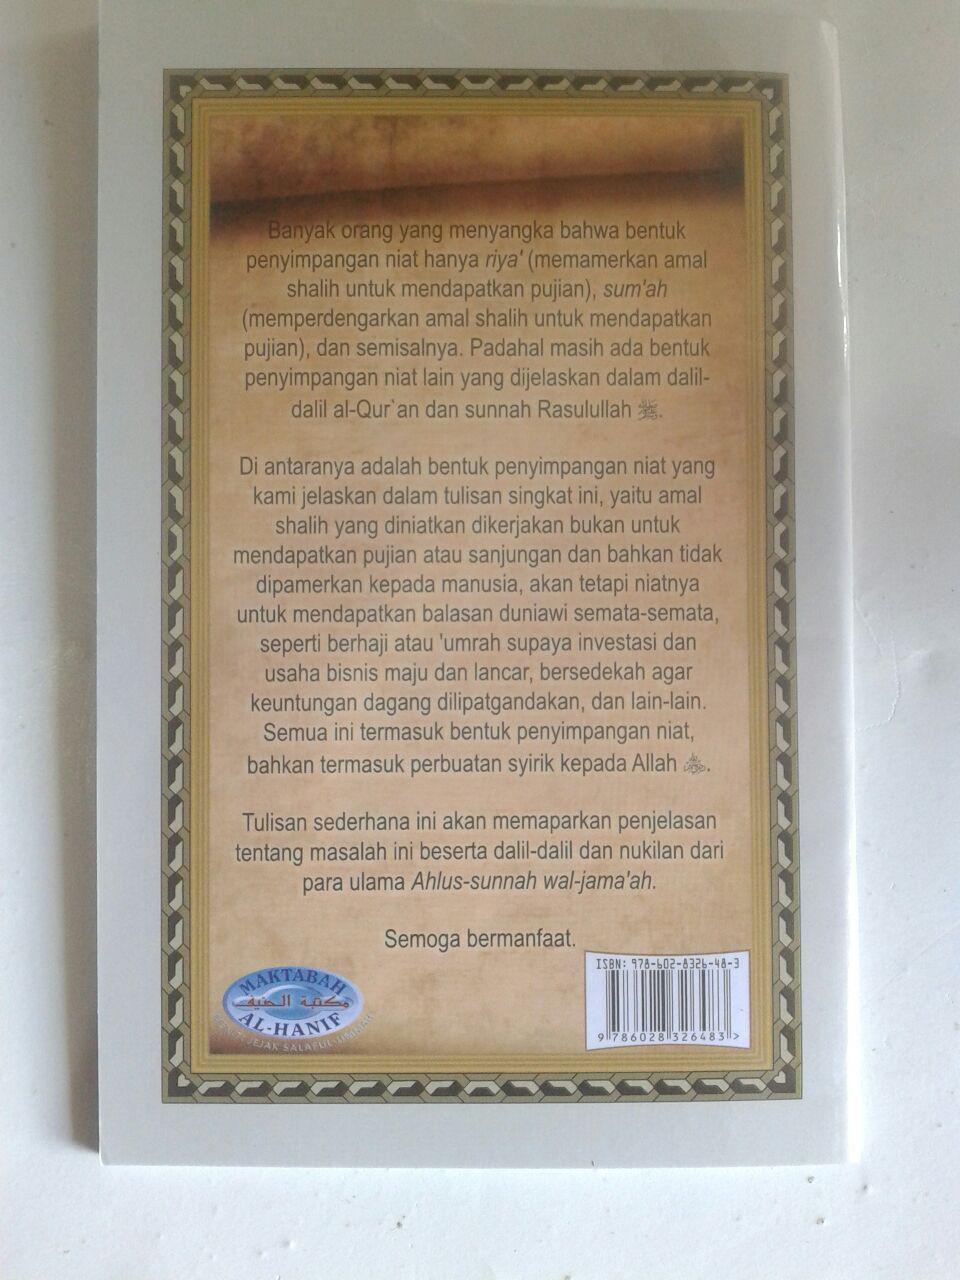 Banyak orang yang menyangka bahwa bentuk
penyimpangan niat hanya riya' (memamerkan amal
shalih untuk mendapatkan pujian), sum'ah
(memperdengarkan amal shalih untuk mendapatkan
pujian), dan semisalnya. Padahal masih ada bentuk
penyimpangan niat lain yang dijelaskan dalam dalil-
dalil al-Qur`an dan sunnah Rasulullah ﷺ.
Di antaranya adalah bentuk penyimpangan niat yang
kami jelaskan dalam tulisan singkat ini, yaitu amal
shalih yang diniatkan dikerjakan bukan untuk
mendapatkan pujian atau sanjungan dan bahkan tidak
dipamerkan kepada manusia, akan tetapi niatnya
untuk mendapatkan balasan duniawi semata-semata,
seperti berhaji atau 'umrah supaya investasi dan
usaha bisnis maju dan lancar, bersedekah agar
keuntungan dagang dilipatgandakan, dan lain-lain.
Semua ini termasuk bentuk penyimpangan niat,
bahkan termasuk perbuatan syirik kepada Allah .
Tulisan sederhana ini akan memaparkan penjelasan
tentang masalah ini beserta dalil-dalil dan nukilan dari
para ulama Ahlus-sunnah wal-jama'ah.
Semoga bermanfaat.
MAKTABAH
مكتبة الحنيف
AL-HANIF
JEJAK SALAFUL-UMMAH
ISBN: 978-602-8326-48-3
9 786028 326483 >